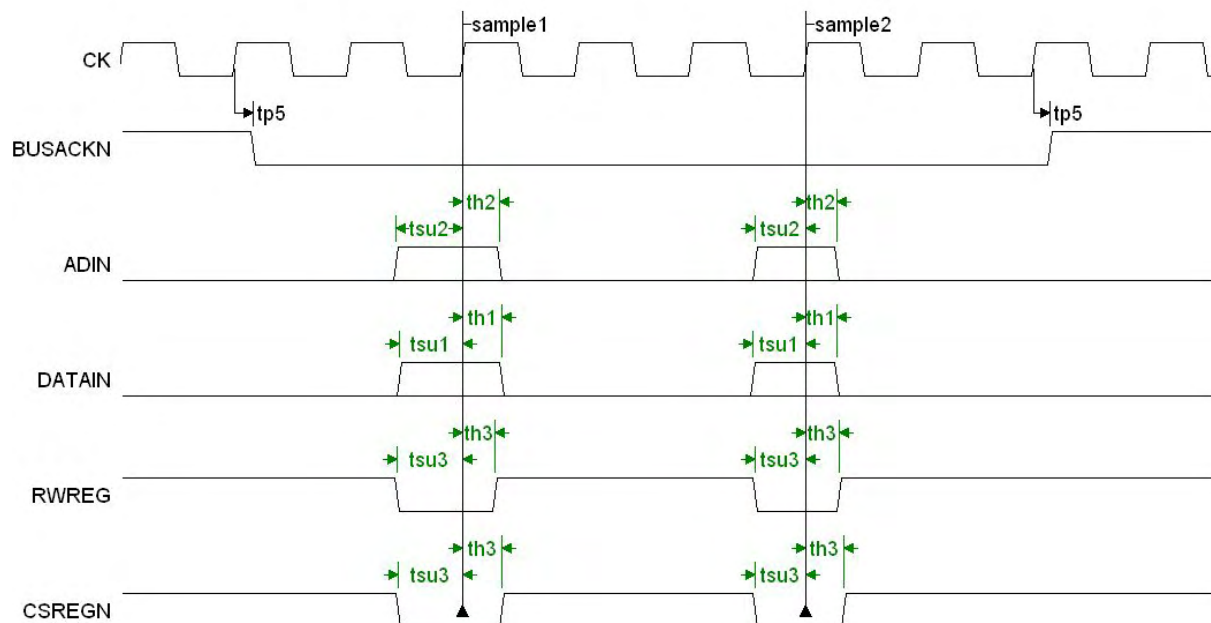 sample1
sample2
CK
tp5
tp5
BUSACKN
th2
th2
tsu2
tsu2
ADIN
th1
th1
tsu1
tsu1
DATAIN
th3
th3
tsu3
tsu3
RWREG
th3
th3
tsu3
tsu3
CSREGN